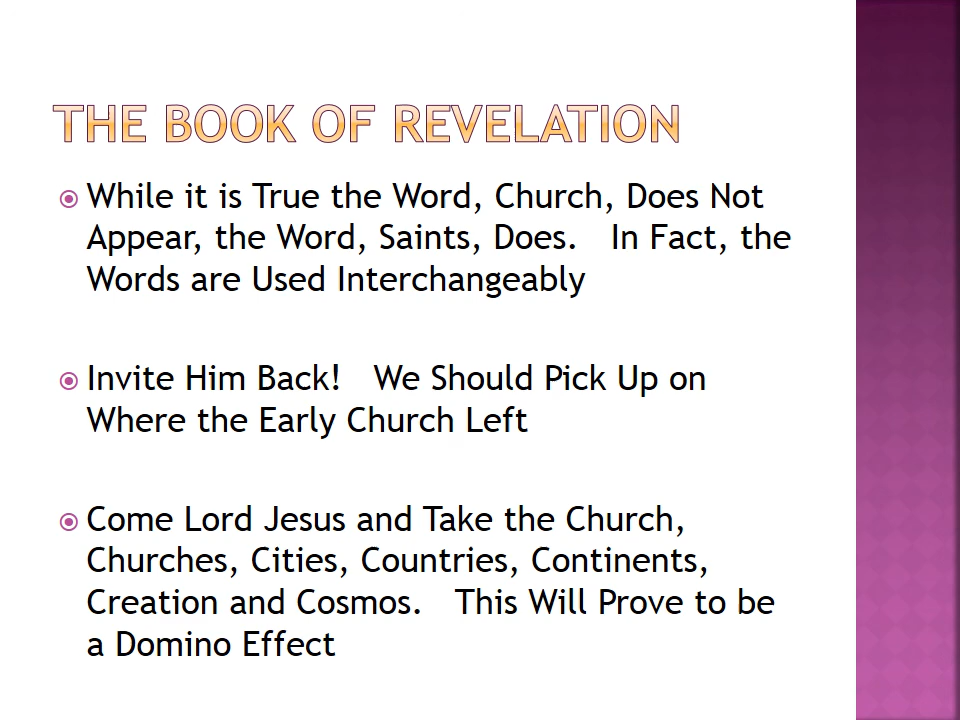 THE BOOK OF REVELATION
While it is True the Word, Church, Does Not
Appear, the Word, Saints, Does.   In Fact, the
Words are Used Interchangeably
Invite Him Back!   We Should Pick Up on
Where the Early Church Left
Come Lord Jesus and Take the Church,
Churches, Cities, Countries, Continents,
Creation and Cosmos.   This Will Prove to be
a Domino Effect